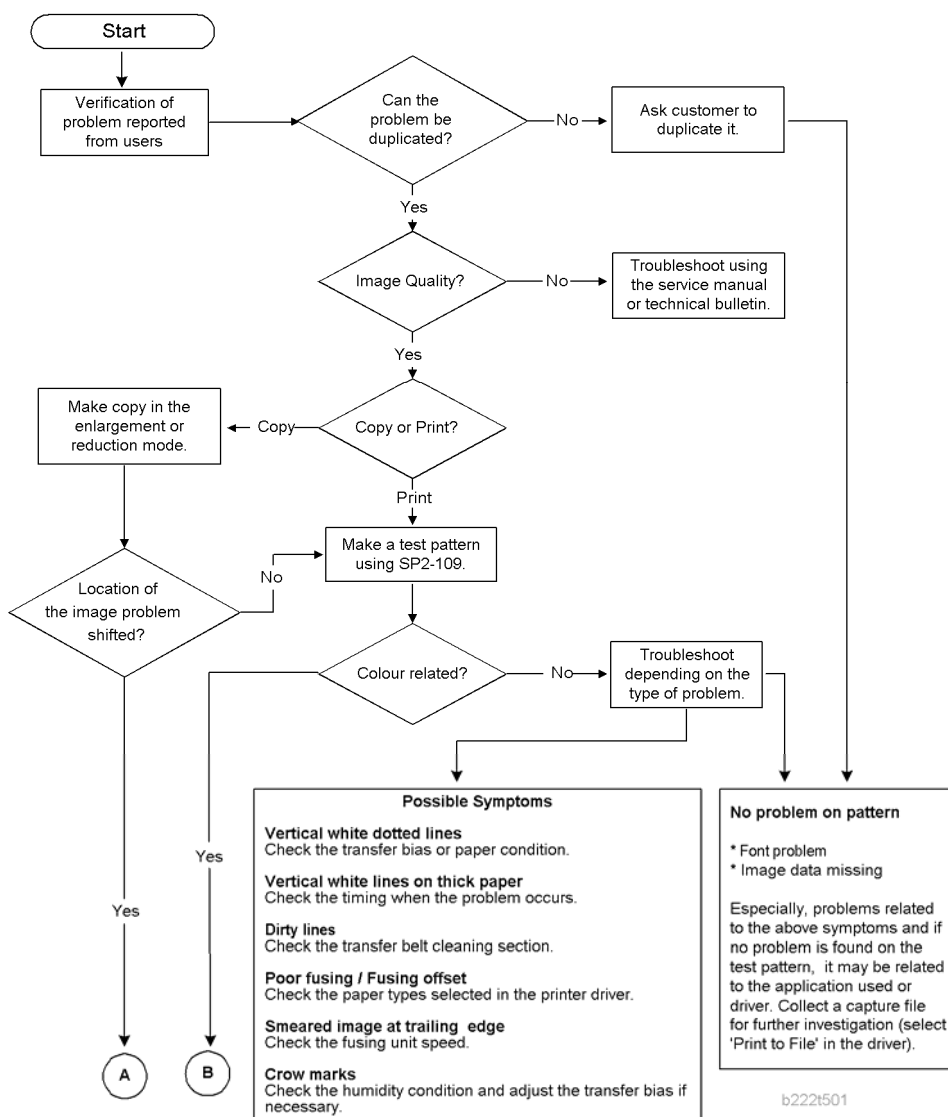 Start
Verification of
problem reported
from users
Can the
problem be
duplicated?
No
Ask customer to
duplicate it.
Yes
Image Quality?
No
Troubleshoot using
the service manual
or technical bulletin.
Yes
Make copy in the
enlargement or
reduction mode.
Copy
Copy or Print?
Print
Make a test pattern
using SP2-109.
No
Location of
the image problem
shifted?
Colour related?
No
Troubleshoot
depending on the
type of problem.
Yes
Yes
A
B
Possible Symptoms
Vertical white dotted lines
Check the transfer bias or paper condition.
Vertical white lines on thick paper
Check the timing when the problem occurs.
Dirty lines
Check the transfer belt cleaning section.
Poor fusing / Fusing offset
Check the paper types selected in the printer driver.
Smeared image at trailing edge
Check the fusing unit speed.
Crow marks
Check the humidity condition and adjust the transfer bias if
necessary.
No problem on pattern
* Font problem
* Image data missing
Especially, problems related
to the above symptoms and if
no problem is found on the
test pattern, it may be related
to the application used or
driver. Collect a capture file
for further investigation (select
'Print to File' in the driver).
b222t501